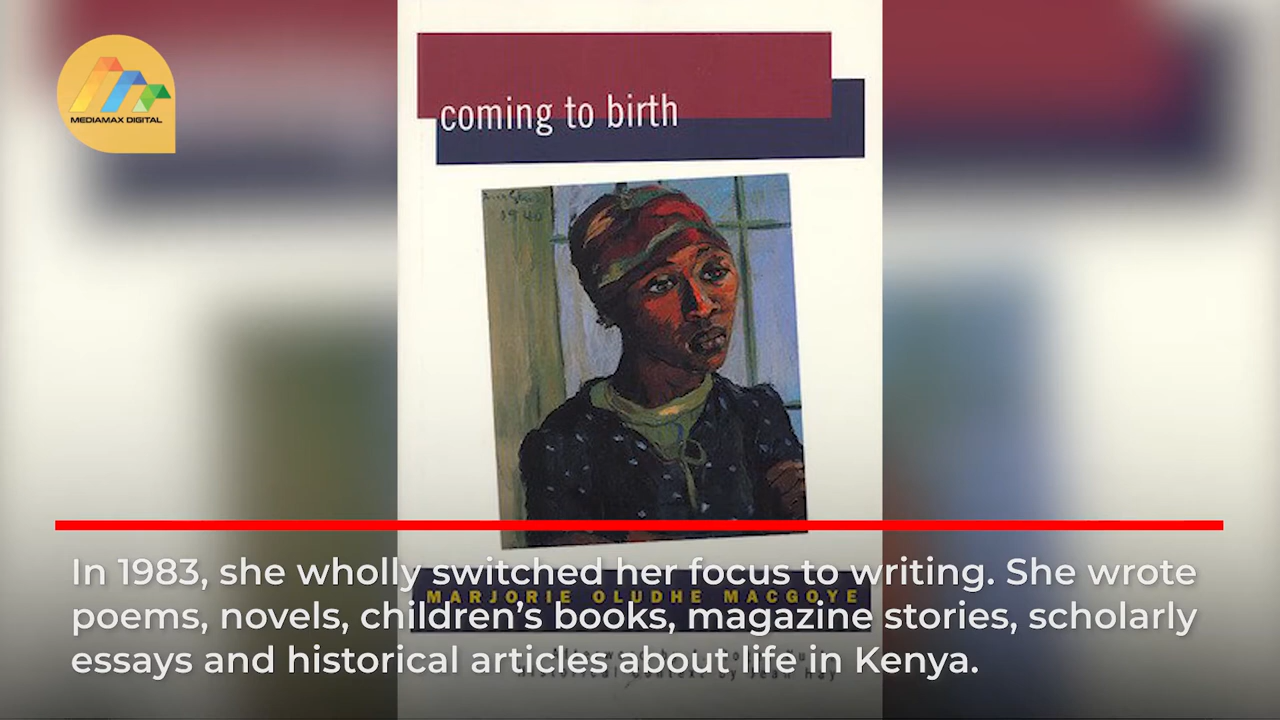 MEDIAMAX DIGITAL
coming to birth
1940
In 1983, she wholly switched her focus to writing. She wrote
MARJORIE OLUDHE MACGOYE
poems, novels, children’s books, magazine stories, scholarly
essays and historical articles about life in Kenya.